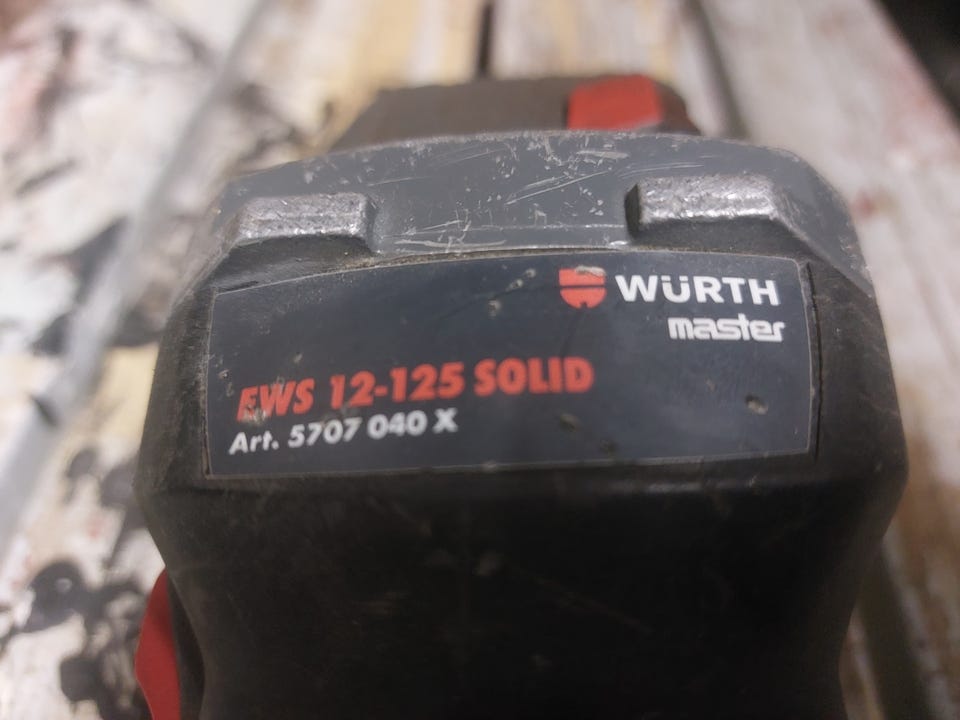 WÜRTH
master
EWS 12-125 SOLID
Art. 5707 040 X